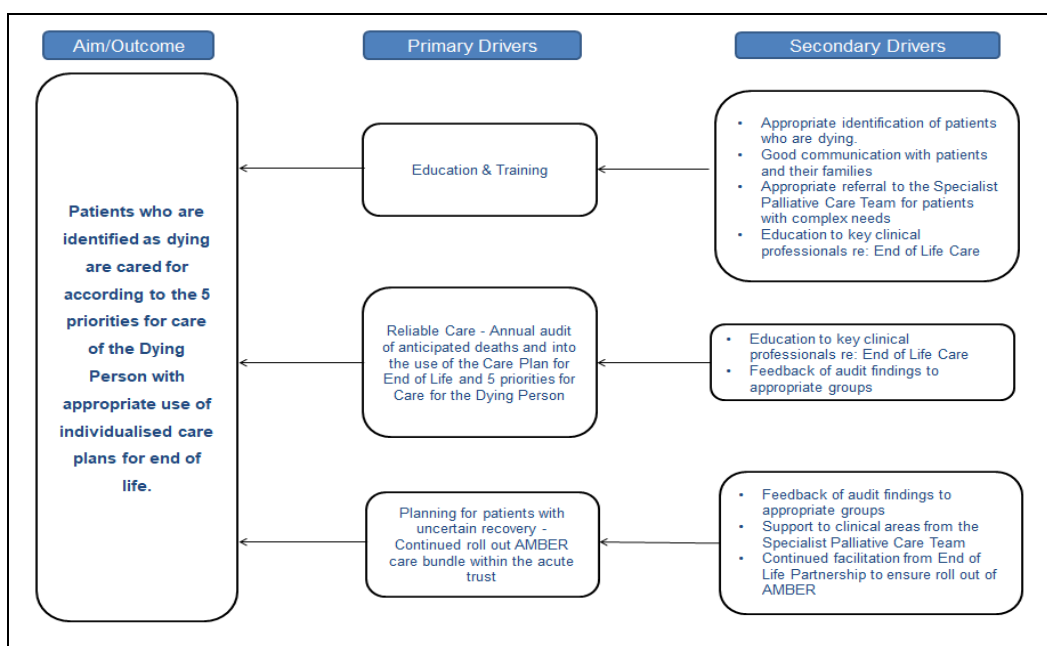 Aim/Outcome
Primary Drivers
Secondary Drivers
Patients who are
identified as dying
are cared for
according to the 5
priorities for care
of the Dying
Person with
appropriate use of
individualised care
plans for end of
life.
Education & Training
• Appropriate identification of patients
who are dying.
• Good communication with patients
and their families
• Appropriate referral to the Specialist
Palliative Care Team for patients
with complex needs
• Education to key clinical
professionals re: End of Life Care
Reliable Care - Annual audit
of anticipated deaths and into
the use of the Care Plan for
End of Life and 5 priorities for
Care for the Dying Person
• Education to key clinical
professionals re: End of Life Care
• Feedback of audit findings to
appropriate groups
Planning for patients with
uncertain recovery -
Continued roll out AMBER
care bundle within the acute
trust
• Feedback of audit findings to
appropriate groups
• Support to clinical areas from the
Specialist Palliative Care Team
• Continued facilitation from End of
Life Partnership to ensure roll out of
AMBER